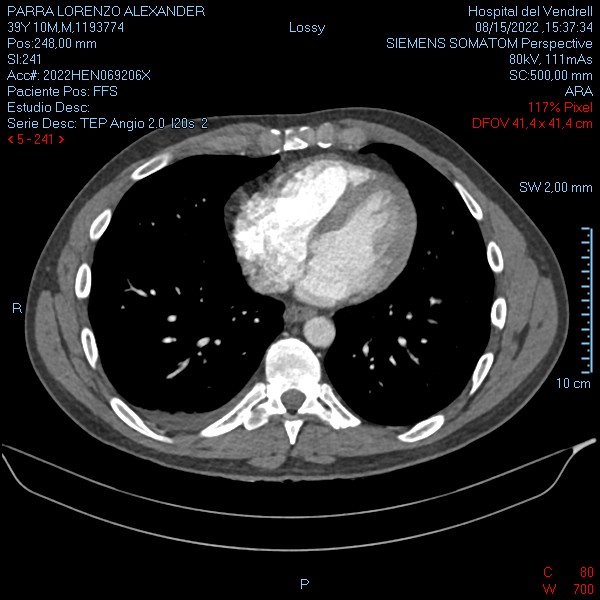 PARRA LORENZO ALEXANDER
39Y 10M,M,1193774
Pos:248,00 mm
SI:241
Acc#: 2022HEN069206X
Paciente Pos: FFS
Estudio Desc:
Serie Desc: TEP Angio 2.0 I20s 2
< 5 - 241 >
Lossy
Hospital del Vendrell
08/15/2022 ,15:37:34
SIEMENS SOMATOM Perspective
80kV, 111mAs
SC:500,00 mm
ARA
117% Pixel
DFOV 41,4 x 41,4 cm
SW 2,00 mm
R
10 cm
P
C 80
W 700